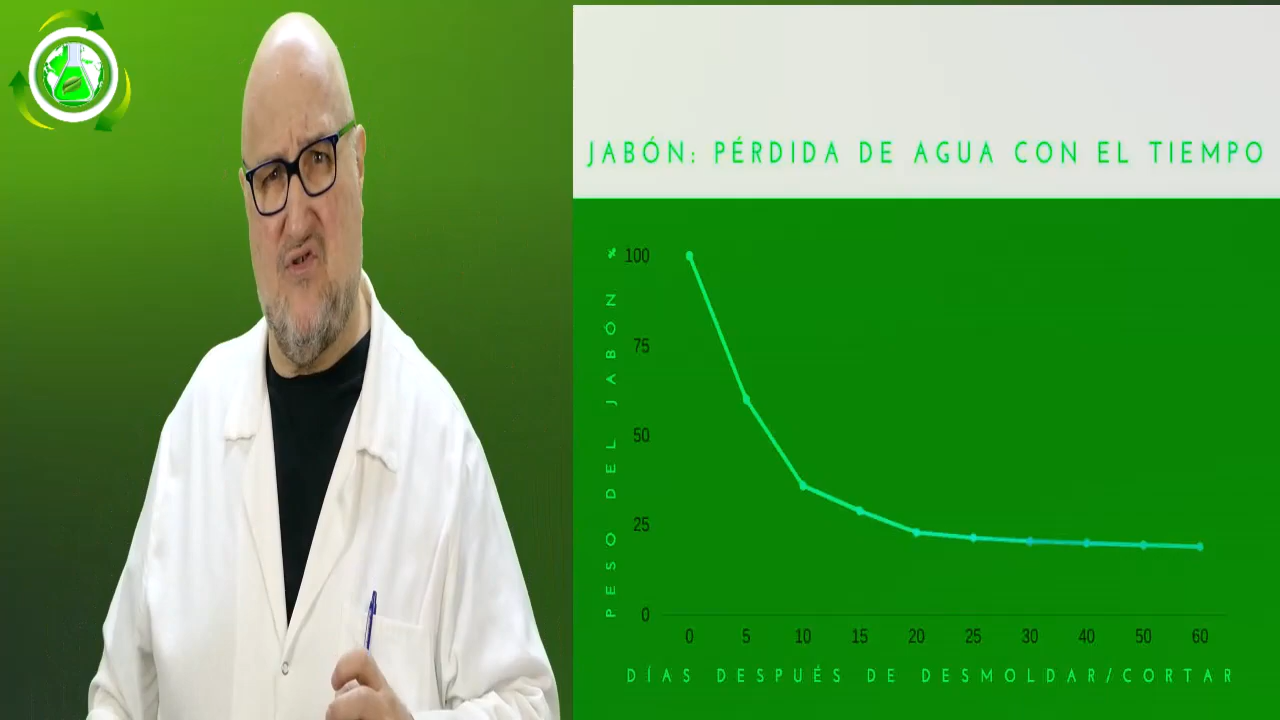 JABÓN: PÉRDIDA DE AGUA CON EL TIEMPO
PESO DEL JABÓN %
100
75
50
25
0
0 5 10 15 20 25 30 40 50 60
DÍAS DESPUÉS DE DESMOLDAR/CORTAR